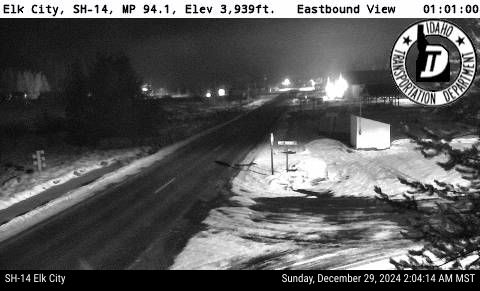 Elk City, SH-14, MP 94.1, Elev 3,939ft. Eastbound View 01:01:00
IDAHO
TRANSPORTATION DEPARTMENT
SH-14 Elk City Sunday, December 29, 2024 2:04:14 AM MST